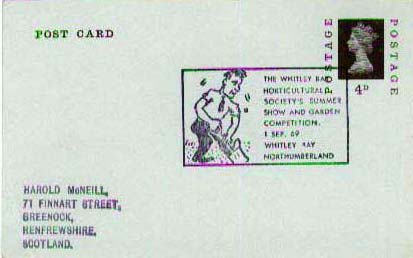 POST CARD
POSTAGE
POSTAGE
4D
THE WHITLEY BAY
HORTICULTURAL
SOCIETY'S SUMMER
SHOW AND GARDEN
COMPETITION.
1 SEP. 69
WHITLEY BAY
NORTHUMBERLAND
HAROLD McNEILL,
71 FINNART STREET,
GREENOCK,
RENFREWSHIRE,
SCOTLAND.